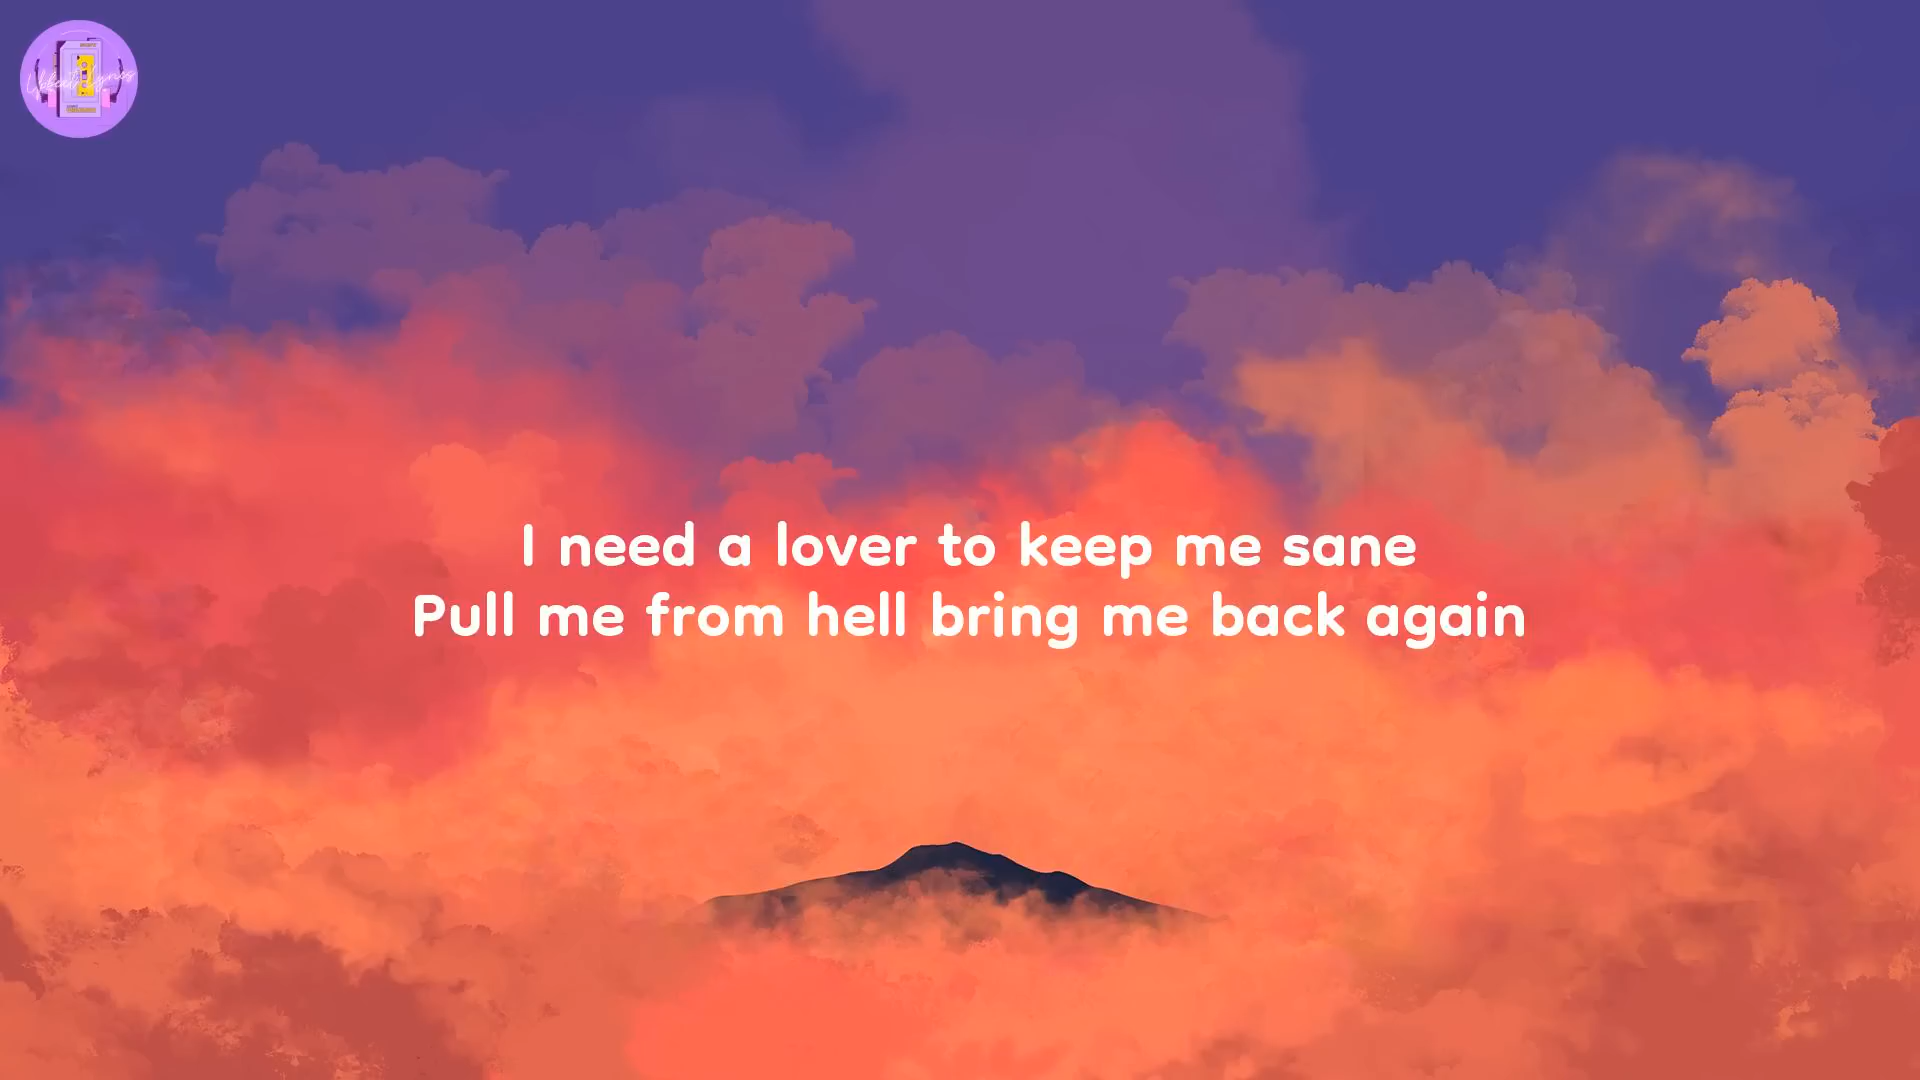 I need a lover to keep me sane
Pull me from hell bring me back again